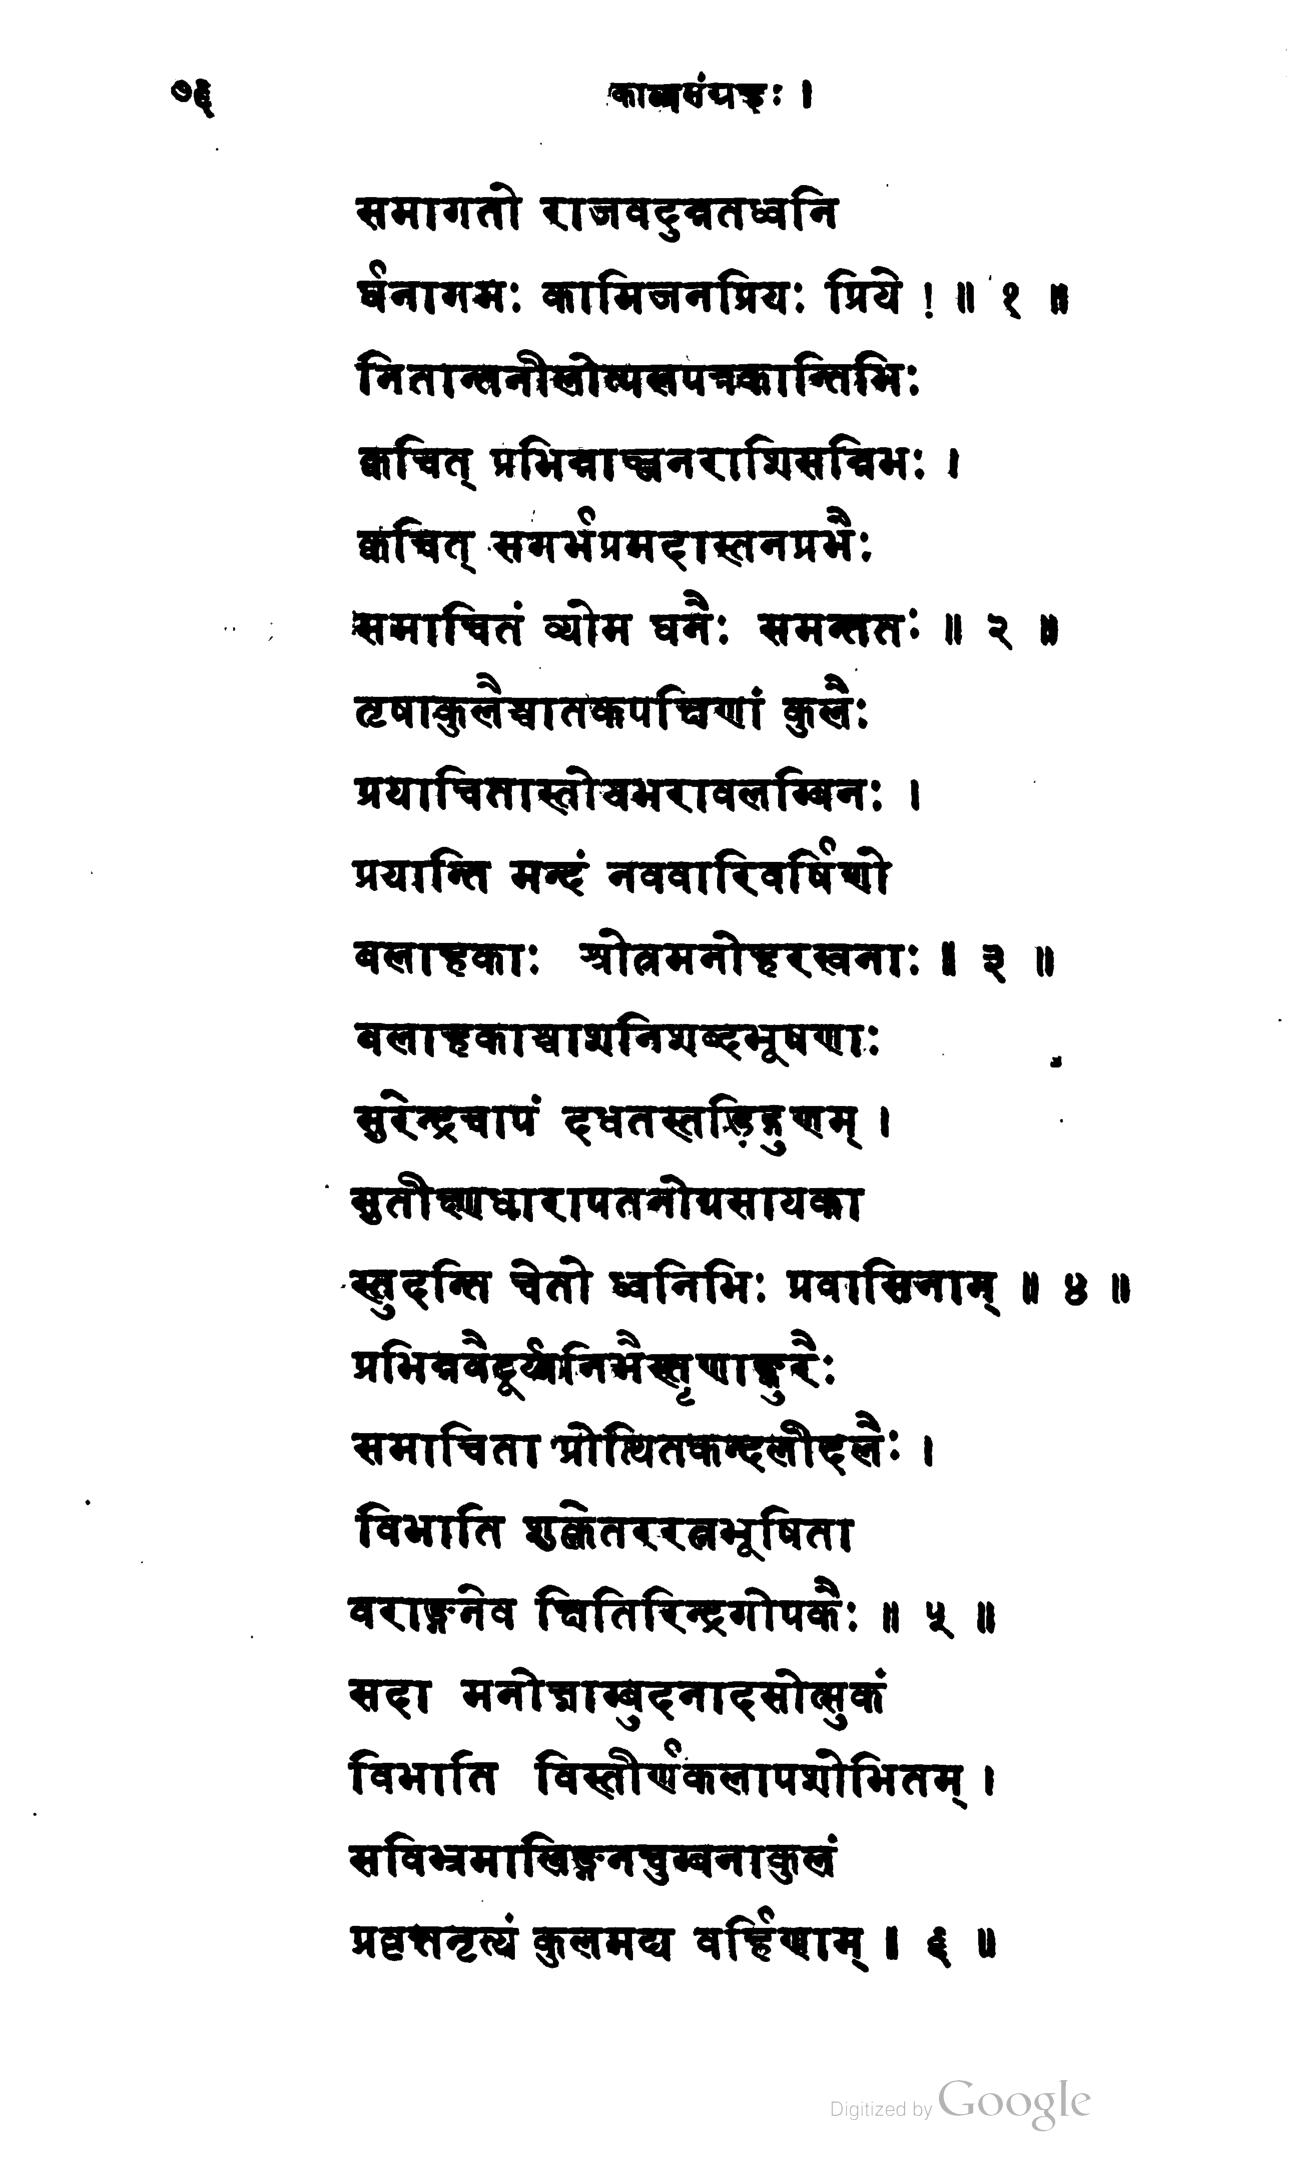 ७६ काव्यसंग्रहः ।
समागतो राजवदुन्नतध्वनि
र्घनागमः कामिजनप्रियः प्रिये ! ॥ १ ॥
नितान्तनीलोत्पलपत्रकान्तिभिः
क्वचित् प्रभिन्नाञ्जनराशिसन्निभः ।
क्वचित् सगर्भप्रमदास्तनप्रभैः
समाचितं व्योम घनैः समन्ततः ॥ २ ॥
तृषाकुलैश्चातकपक्षिणां कुलैः
प्रयाचितास्तोयभरावलम्बिनः ।
प्रयान्ति मन्दं नववारिवर्षिणो
बलाहकाः श्रोत्रमनोहरस्वनाः ॥ ३ ॥
बलाहकाश्चाशनिशब्दभूषणाः
सुरेन्द्रचापं दधतस्तड़िद्गुणम् ।
सुतीक्ष्णधारापतनोग्रसायका
स्तुदन्ति चेतो ध्वनिभिः प्रवासिनाम् ॥ ४ ॥
प्रभिन्नवैदूर्य्यनिभैस्तृणाङ्कुरैः
समाचिता प्रोत्थितकन्दलीदलैः ।
विभाति शुक्लेतररत्नभूषिता
वराङ्गनेव क्षितिरिन्द्रगोपकैः ॥ ५ ॥
सदा मनोज्ञाम्बुदनादसोत्सुकं
विभाति विस्तीर्णकलापशोभितम् ।
सविभ्रमालिङ्गनचुम्बनाकुलं
प्रवृत्तनृत्यं कुलमद्य वर्हिणाम् ॥ ६ ॥
Digitized by Google